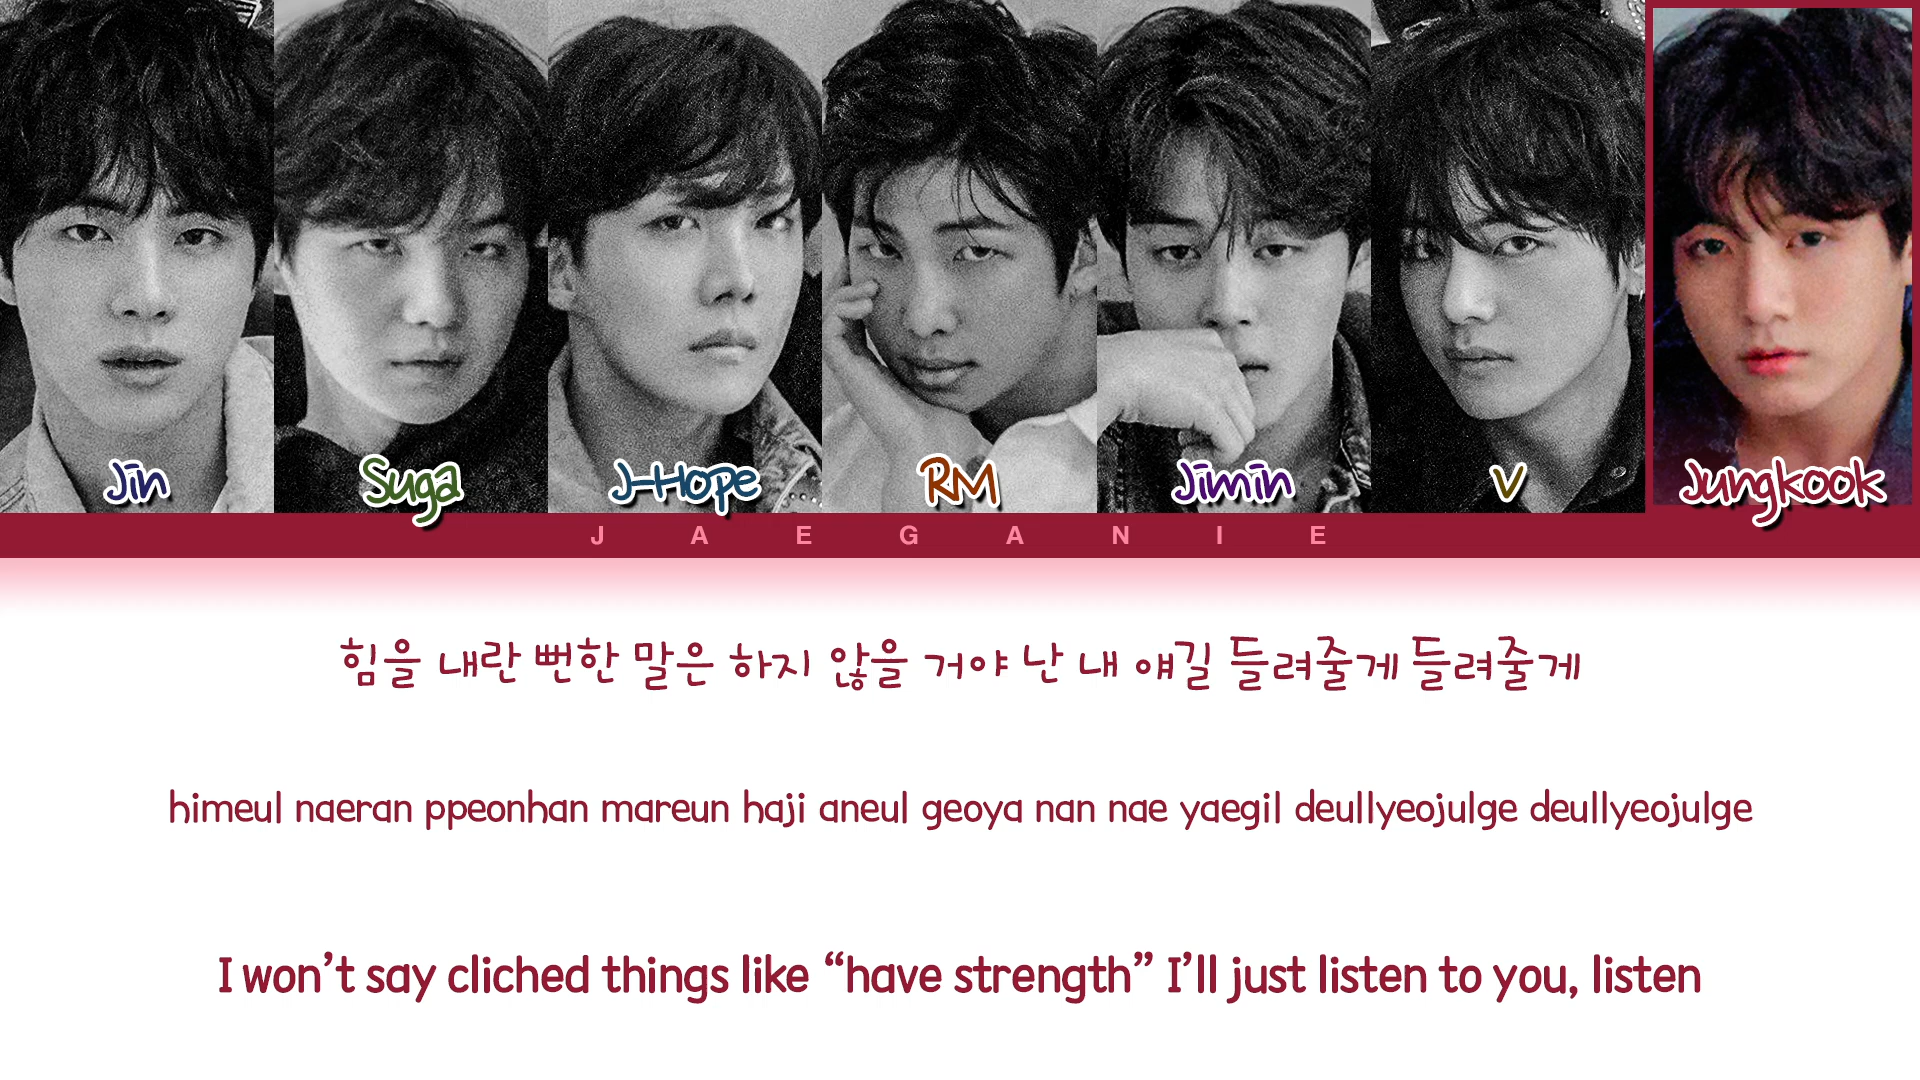 Jin Suga J-Hope RM Jimin V Jungkook
JAEGANIE
힘을 내란 뻔한 말은 하지 않을 거야 난 내 얘길 들려줄게 들려줄게
himeul naeran ppeonhan mareun haji aneul geoya nan nae yaegil deullyeojulge deullyeojulge
I won’t say cliched things like “have strength” I’ll just listen to you, listen